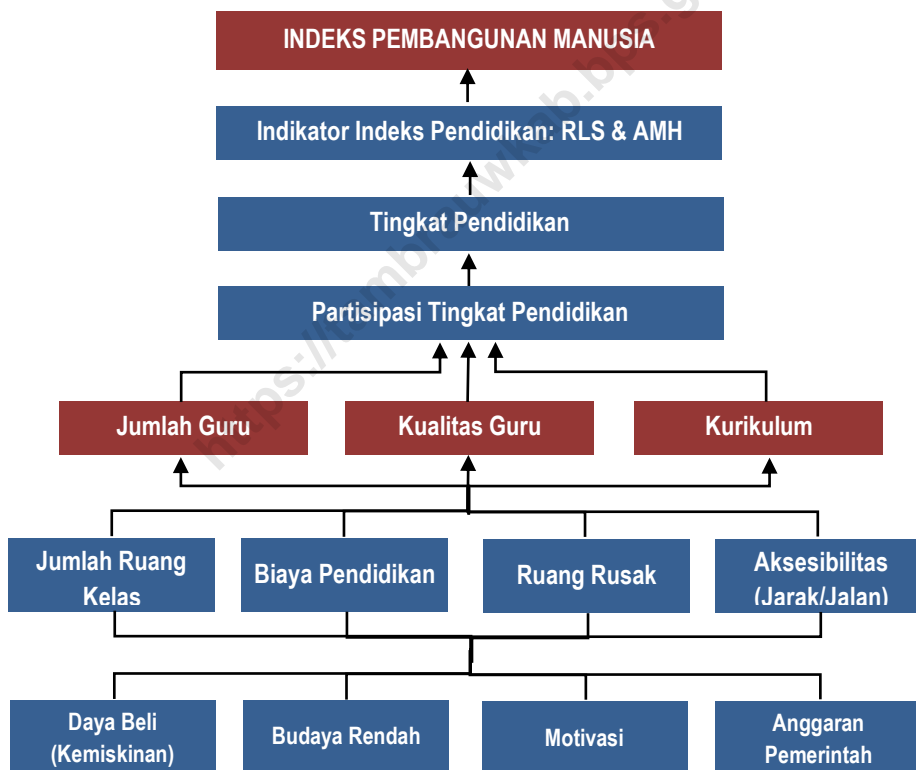 INDEKS PEMBANGUNAN MANUSIA
Indikator Indeks Pendidikan: RLS & AMH
Tingkat Pendidikan
Partisipasi Tingkat Pendidikan
Jumlah Guru
Kualitas Guru
Kurikulum
Jumlah Ruang
Kelas
Biaya Pendidikan
Ruang Rusak
Aksesibilitas
(Jarak/Jalan)
Daya Beli
(Kemiskinan)
Budaya Rendah
Motivasi
Anggaran
Pemerintah